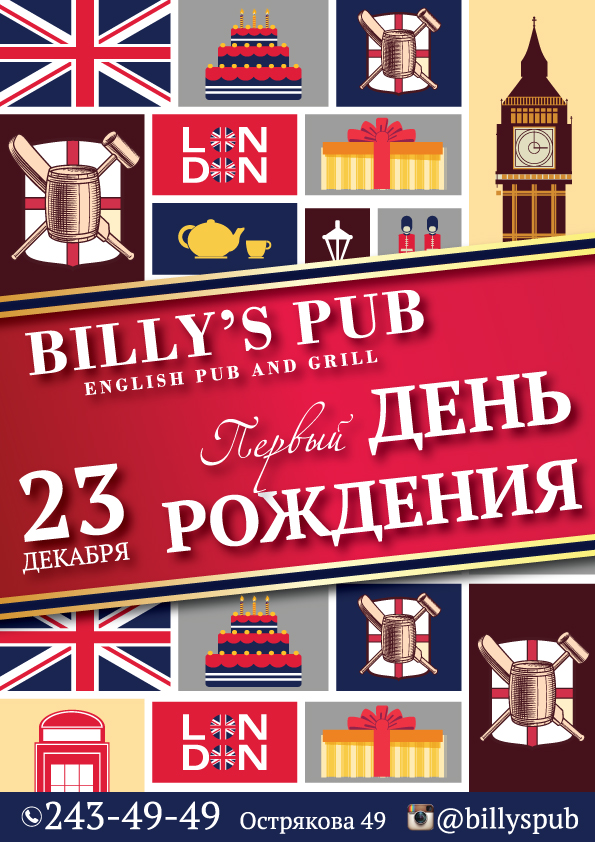 LON
DON
BILLY'S PUB
ENGLISH PUB AND GRILL
Первый ДЕНЬ
РОЖДЕНИЯ
23
ДЕКАБРЯ
LON
DON
243-49-49 Острякова 49 @billyspub